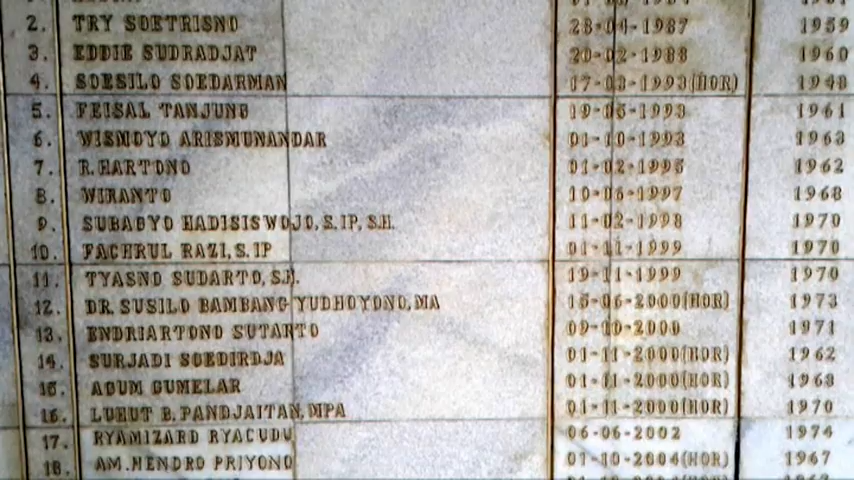 2. TRY SOETRISNO 23-04-1987 1959
3. EDDIE SUDRADJAT 20-02-1988 1960
4. SOESILO SOEDARMAN 17-03-1993(HOR) 1948
5. FEISAL TANJUNG 19-05-1993 1961
6. WISMOYO ARISMUNANDAR 01-10-1993 1963
7. R.HARTONO 01-02-1995 1962
8. WIRANTO 10-06-1997 1968
9. SUBAGYO HADISISWOJO, S.IP, S.H. 11-02-1998 1970
10. FACHRUL RAZI, S.IP 01-11-1999 1970
11. TYASNO SUDARTO, S.H. 19-11-1999 1970
12. DR. SUSILO BAMBANG YUDHOYONO, MA 15-06-2000(HOR) 1973
13. ENDRIARTONO SUTARTO 09-10-2000 1971
14. SURJADI SOEDIRDJA 01-11-2000(HOR) 1962
15. AGUM GUMELAR 01-11-2000(HOR) 1968
16. LUHUT B. PANDJAITAN, MPA 01-11-2000(HOR) 1970
17. RYAMIZARD RYACUDU 06-06-2002 1974
18. AM.HENDRO PRIYONO 01-10-2004(HOR) 1967